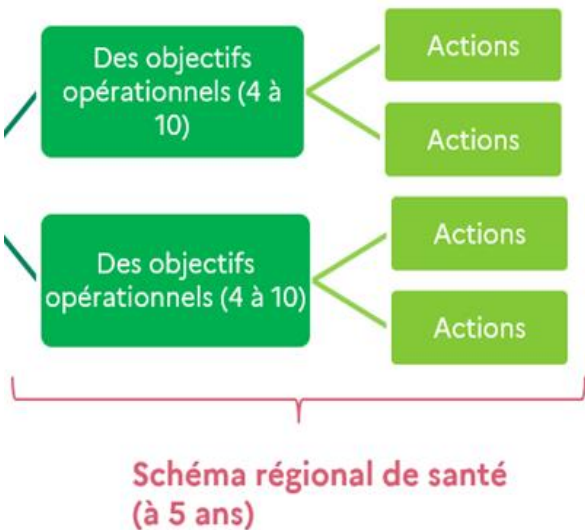 Des objectifs
opérationnels (4 à
10)
Actions
Actions
Des objectifs
opérationnels (4 à 10)
Actions
Actions
Schéma régional de santé
(à 5 ans)